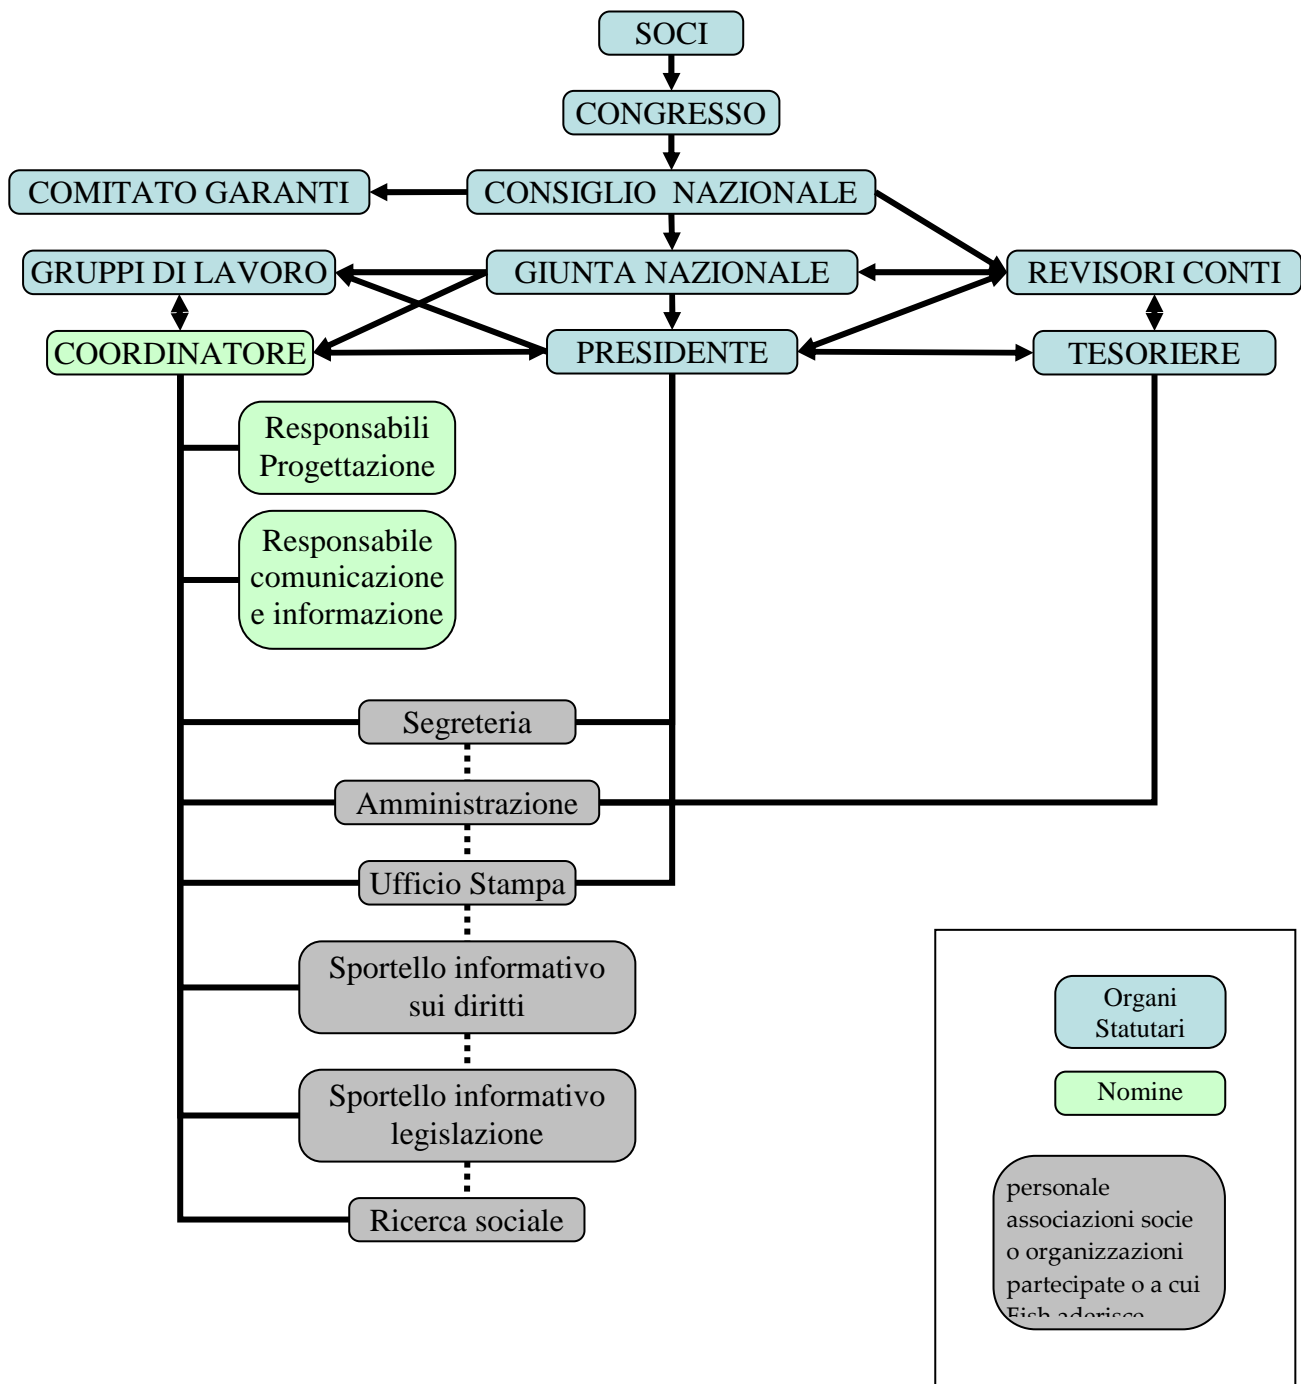 SOCI
CONGRESSO
COMITATO GARANTI
CONSIGLIO NAZIONALE
GRUPPI DI LAVORO
GIUNTA NAZIONALE
REVISORI CONTI
COORDINATORE
PRESIDENTE
TESORIERE
Responsabili
Progettazione
Responsabile
comunicazione
e informazione
Segreteria
Amministrazione
Ufficio Stampa
Sportello informativo
sui diritti
Sportello informativo
legislazione
Ricerca sociale
Organi
Statutari
Nomine
personale
associazioni socie
o organizzazioni
partecipate o a cui
Fish aderisce